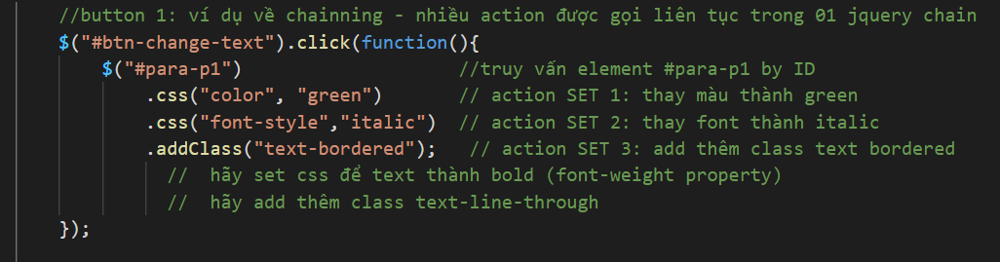 //button 1: ví dụ về chainning - nhiều action được gọi liên tục trong 01 jquery chain
$("#btn-change-text").click(function(){
$("#para-p1") //truy vấn element #para-p1 by ID
.css("color", "green") // action SET 1: thay màu thành green
.css("font-style","italic") // action SET 2: thay font thành italic
.addClass("text-bordered"); // action SET 3: add thêm class text bordered
// hãy set css để text thành bold (font-weight property)
// hãy add thêm class text-line-through
});